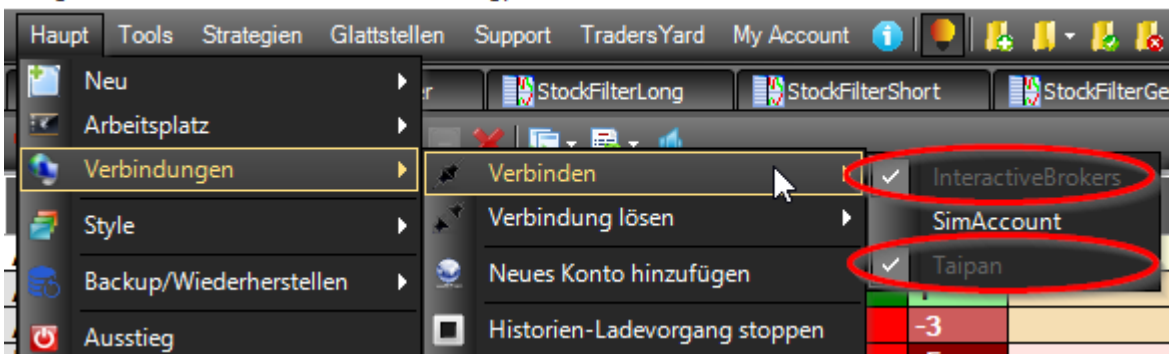 Haupt Tools Strategien Glattstellen Support TradersYard My Account
StockFilterLong StockFilterShort StockFilterGe
Neu
Arbeitsplatz
Verbindungen
Style
Backup/Wiederherstellen
Ausstieg
Verbinden
Verbindung lösen
Neues Konto hinzufügen
Historien-Ladevorgang stoppen
InteractiveBrokers
SimAccount
Taipan
-3